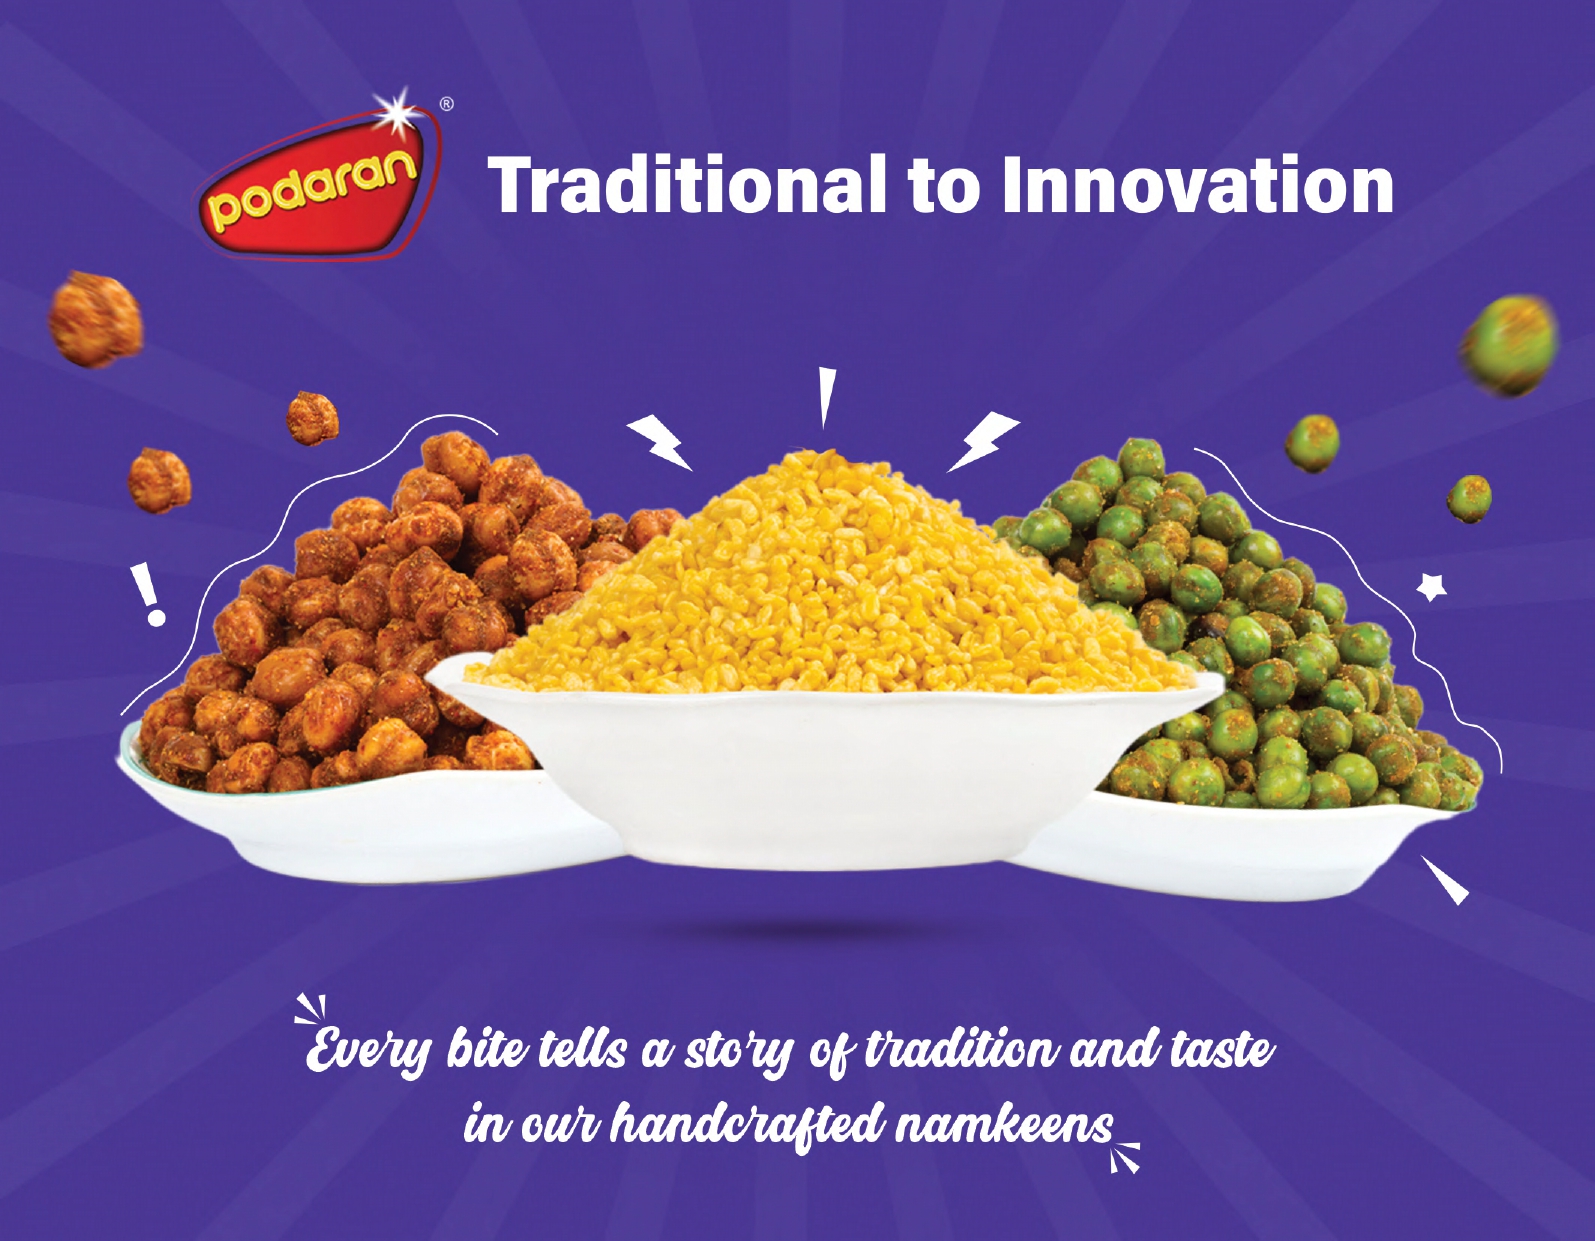 podaran ®
Traditional to Innovation
Every bite tells a story of tradition and taste
in our handcrafted namkeens